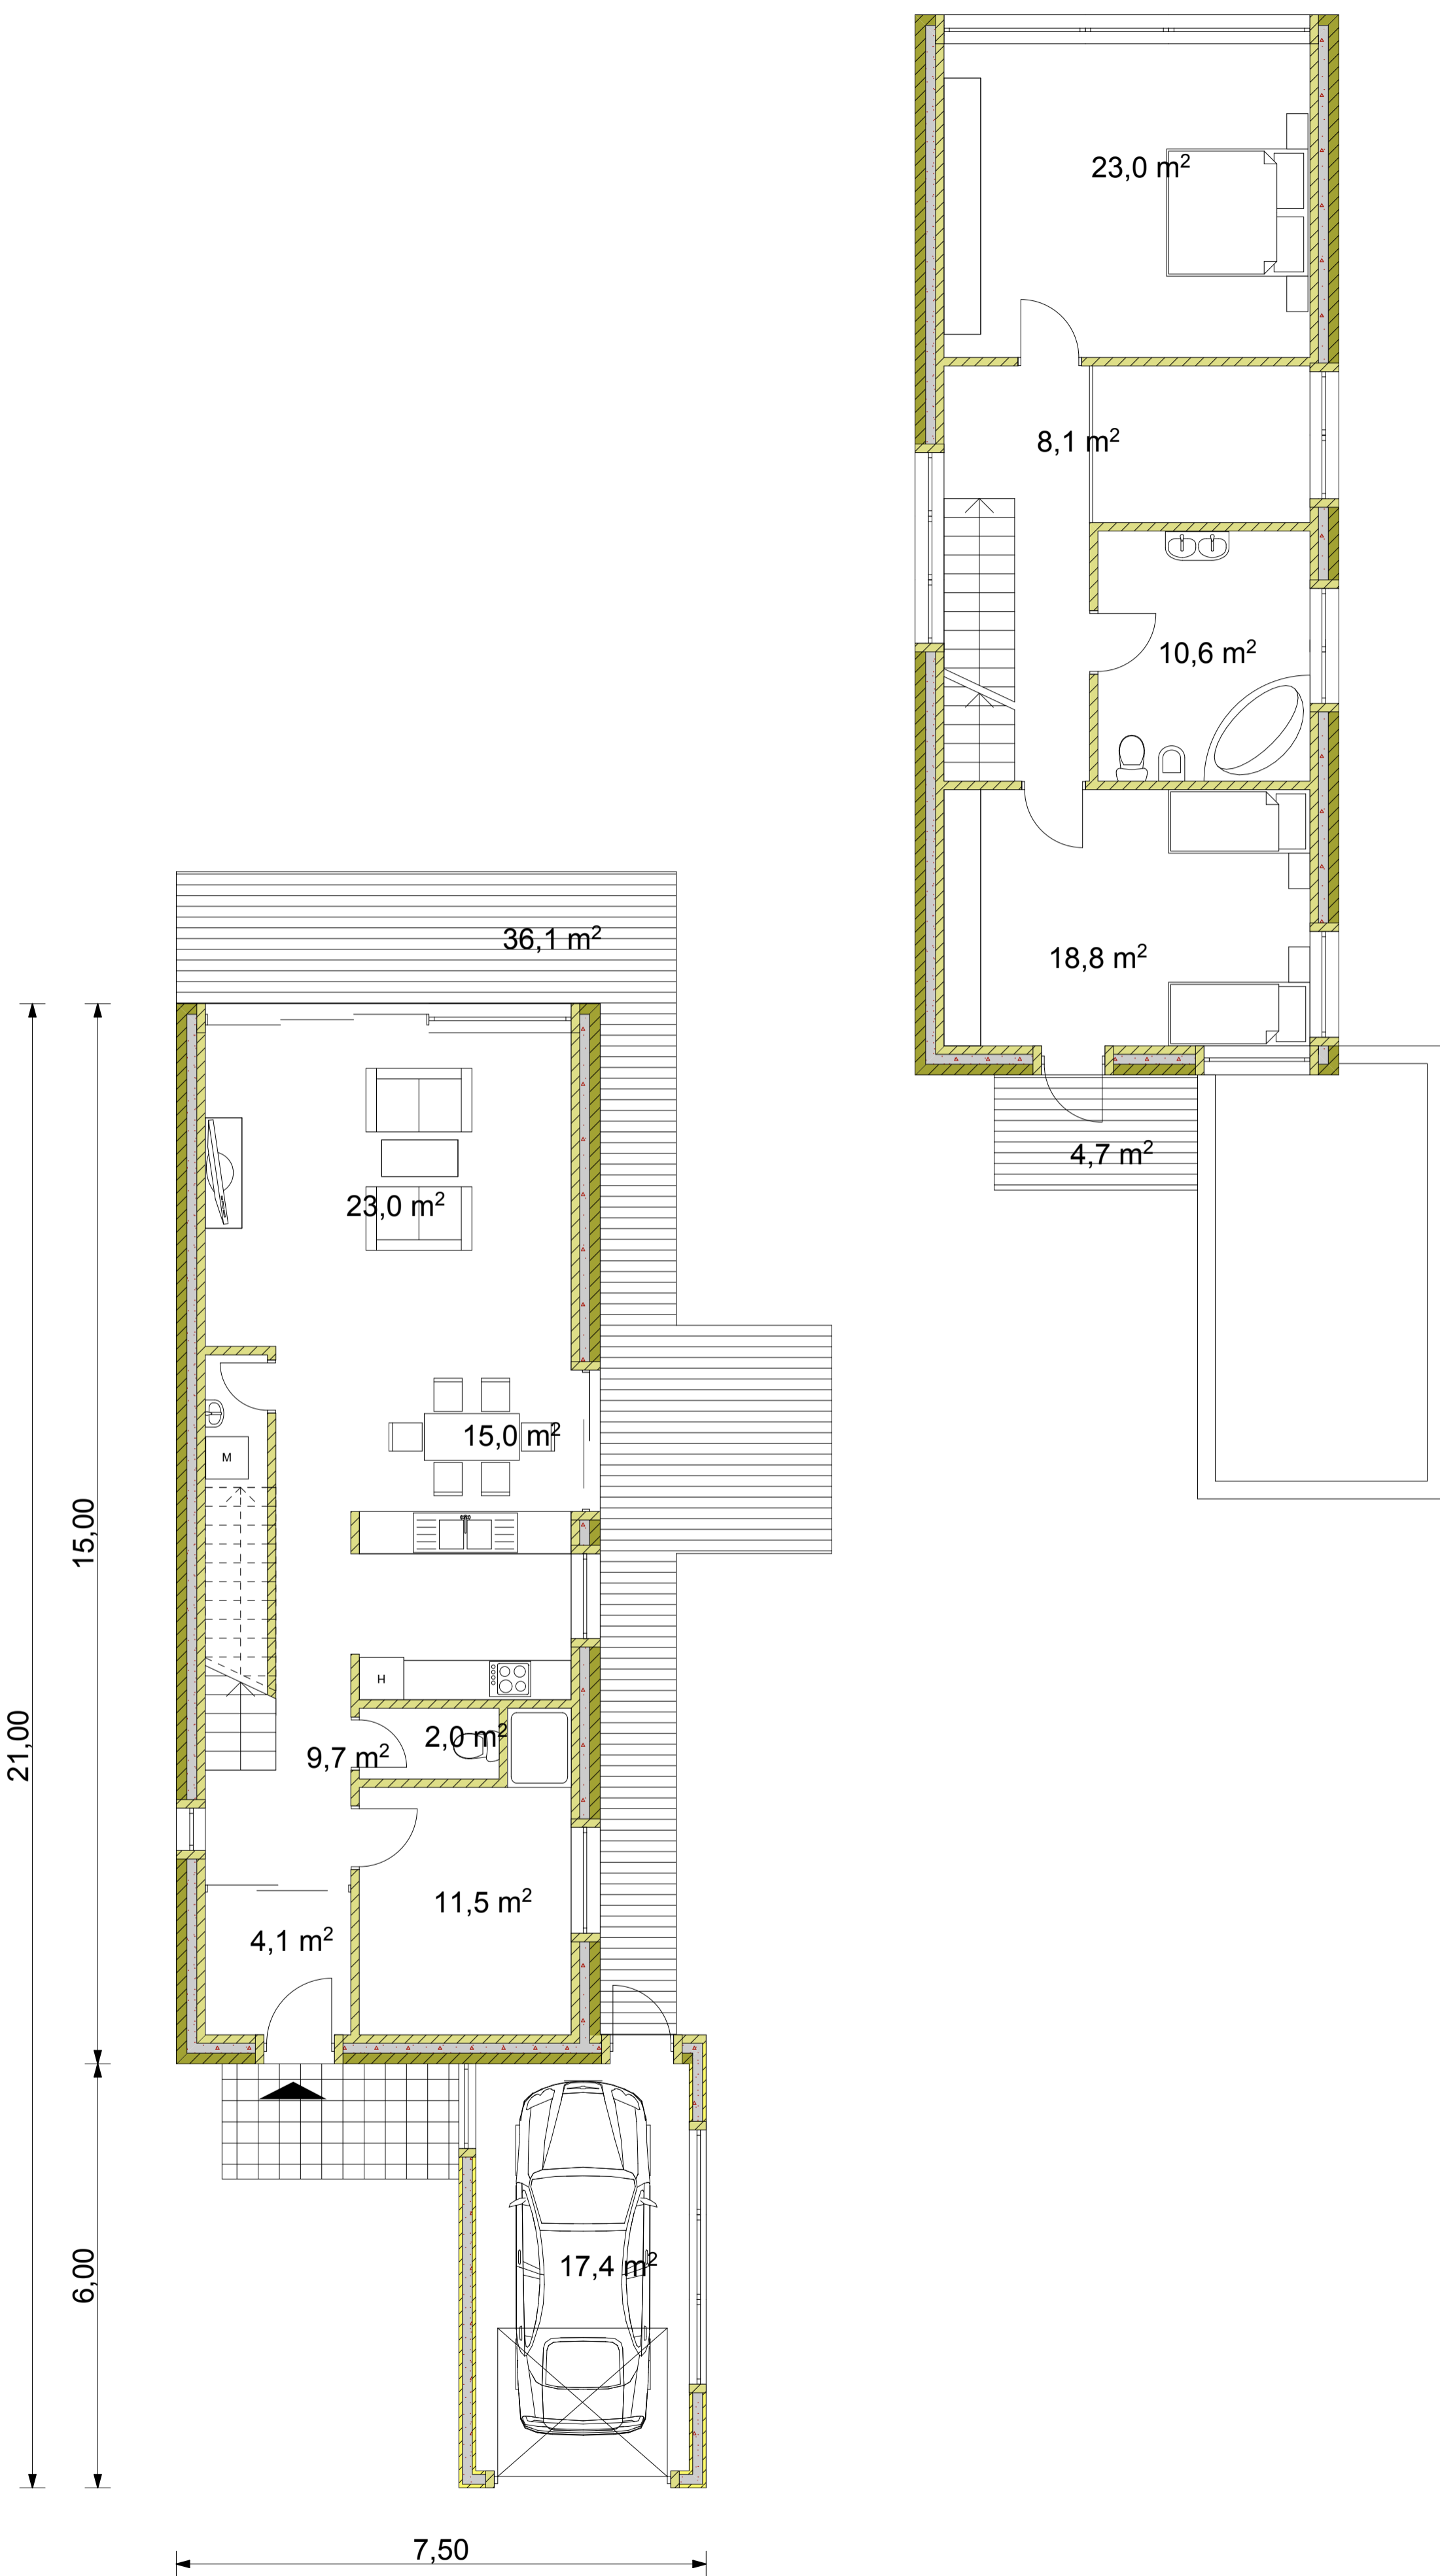 23,0 m²
8,1 m²
10,6 m²
18,8 m²
4,7 m²
36,1 m²
23,0 m²
15,0 m²
M
H
2,0 m²
9,7 m²
11,5 m²
4,1 m²
17,4 m²
15,00
21,00
6,00
7,50